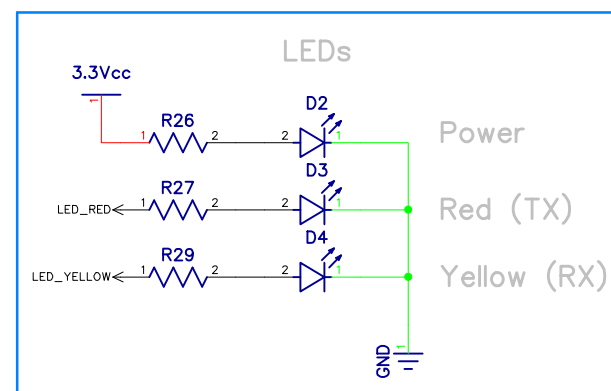 LEDs
3.3Vcc
1
R26
1 2
D2
2 1
Power
R27
LED_RED 1 2
D3
2 1
Red (TX)
R29
LED_YELLOW 1 2
D4
2 1
Yellow (RX)
GND
1